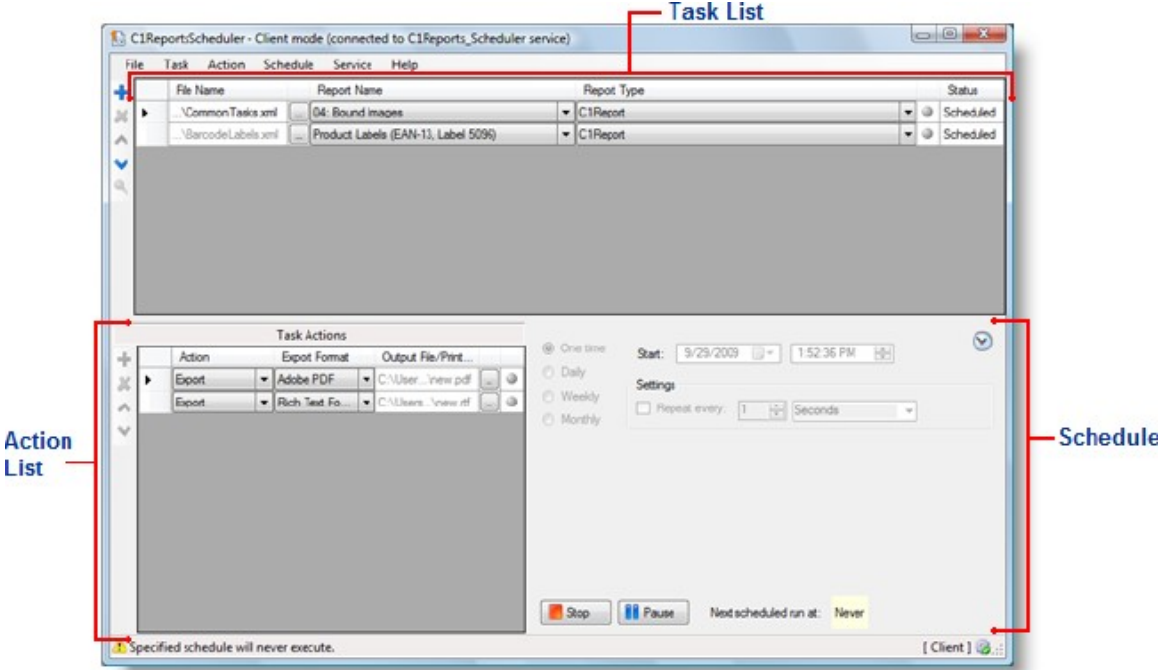 Task List
C1ReportsScheduler - Client mode (connected to C1Reports_Scheduler service)
File Task Action Schedule Service Help
File Name Report Name Repot Type Status
...\CommonTasks.xml ... 04: Bound images C1Report Scheduled
...\BarcodeLabels.xml ... Product Labels (EAN-13, Label 5096) C1Report Scheduled
Task Actions
Action Expot Format Output File/Print...
Export Adobe PDF C:\User...\new pdf ...
Export Rich Text Fo... C:\Users...\new.rtf ...
One time Start: 9/29/2009 1:52:36 PM
Daily
Settings
Weekly
Repeat every: 1 Seconds
Monthly
Action
List
Schedule
Stop Pause Next scheduled run at: Never
Specified schedule will never execute. [ Client ]